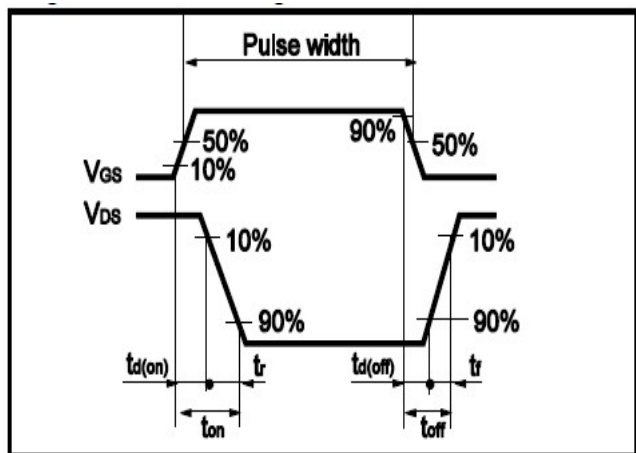 Pulse width
90%
50%
50%
10%
VGS
VDS
10%
10%
90%
90%
td(on)
tr
td(off)
tf
ton
toff